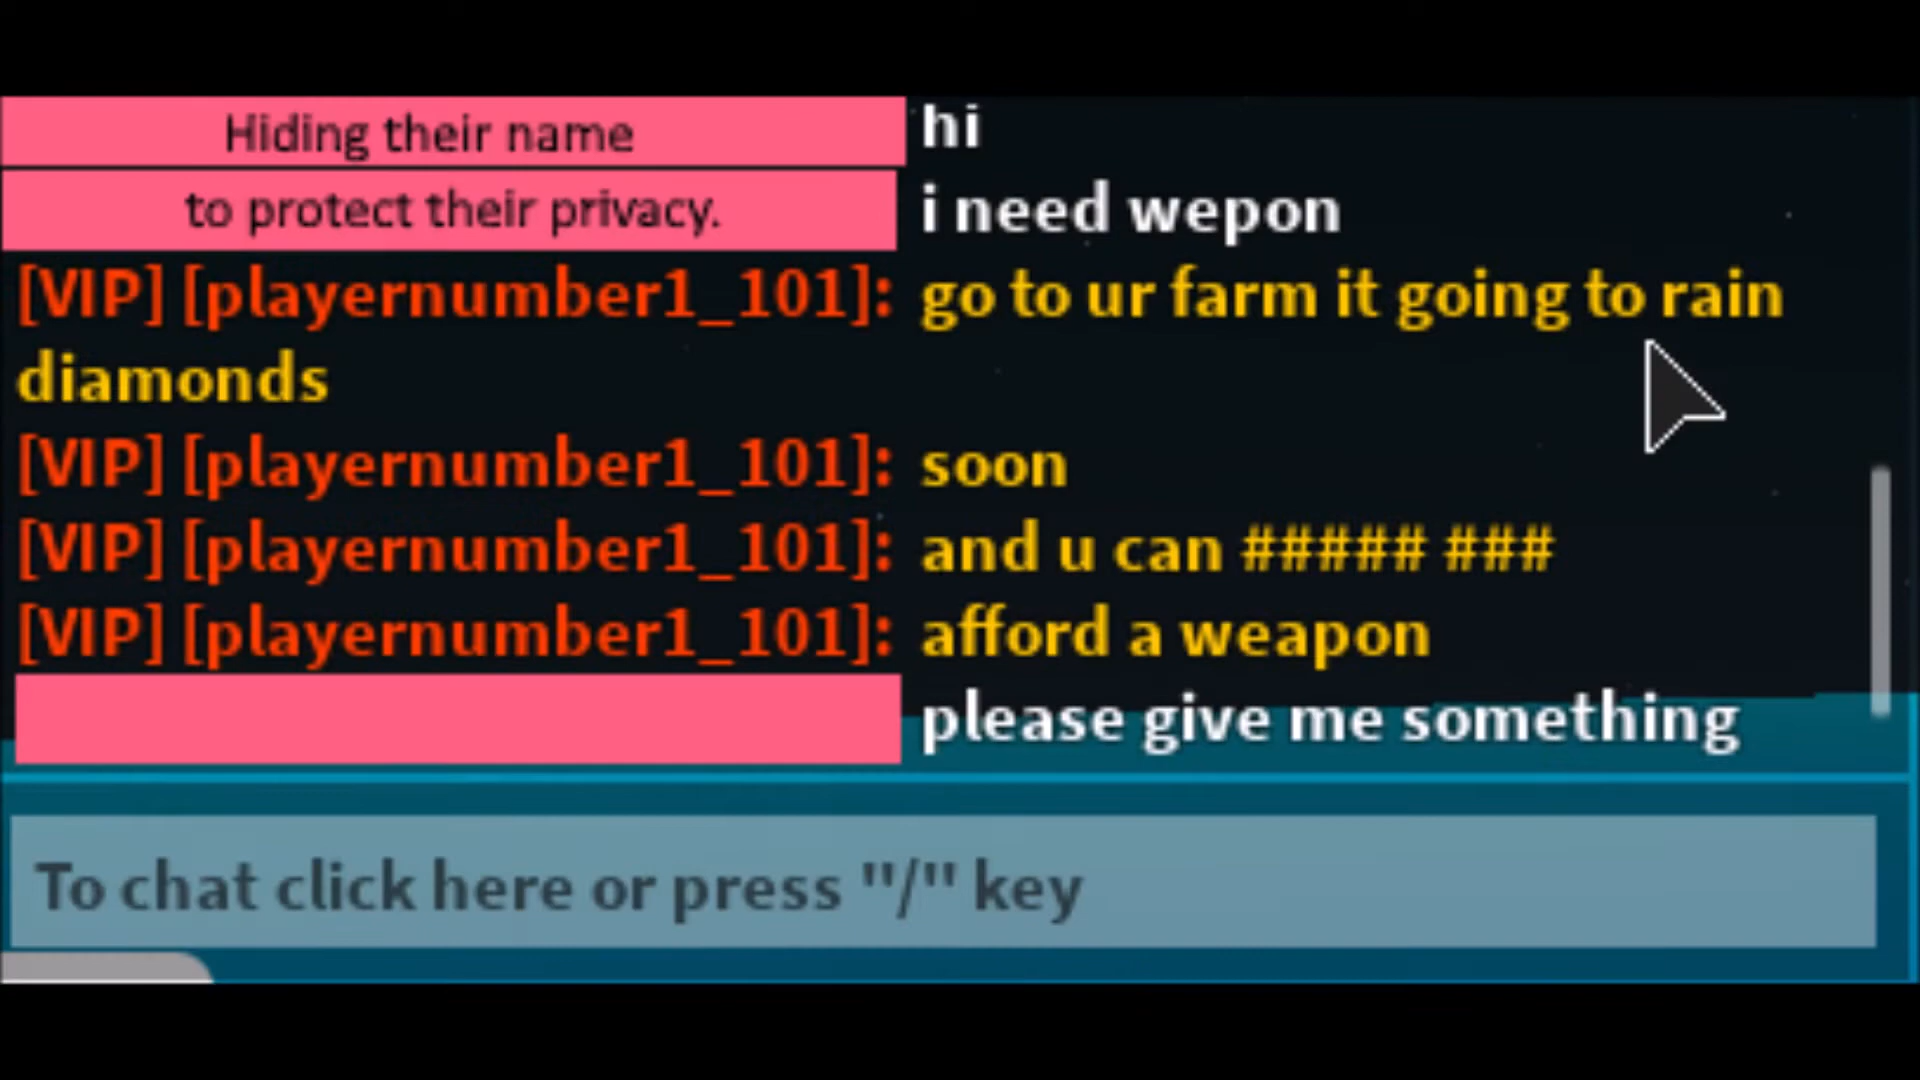 Hiding their name hi
to protect their privacy. i need wepon
[VIP] [playernumber1_101]: go to ur farm it going to rain
diamonds
[VIP] [playernumber1_101]: soon
[VIP] [playernumber1_101]: and u can ##### ###
[VIP] [playernumber1_101]: afford a weapon
please give me something
To chat click here or press "/" key